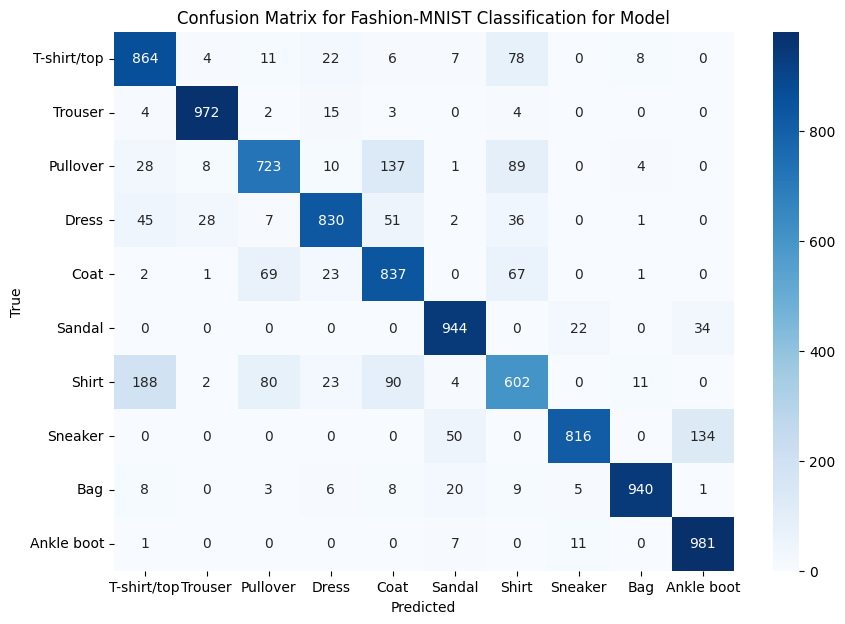 Confusion Matrix for Fashion-MNIST Classification for Model
T-shirt/top 864 4 11 22 6 7 78 0 8 0
Trouser 4 972 2 15 3 0 4 0 0 0
Pullover 28 8 723 10 137 1 89 0 4 0
Dress 45 28 7 830 51 2 36 0 1 0
Coat 2 1 69 23 837 0 67 0 1 0
Sandal 0 0 0 0 0 944 0 22 0 34
Shirt 188 2 80 23 90 4 602 0 11 0
Sneaker 0 0 0 0 0 50 0 816 0 134
Bag 8 0 3 6 8 20 9 5 940 1
Ankle boot 1 0 0 0 0 7 0 11 0 981
T-shirt/top Trouser Pullover Dress Coat Sandal Shirt Sneaker Bag Ankle boot
Predicted
True
800
600
400
200
0